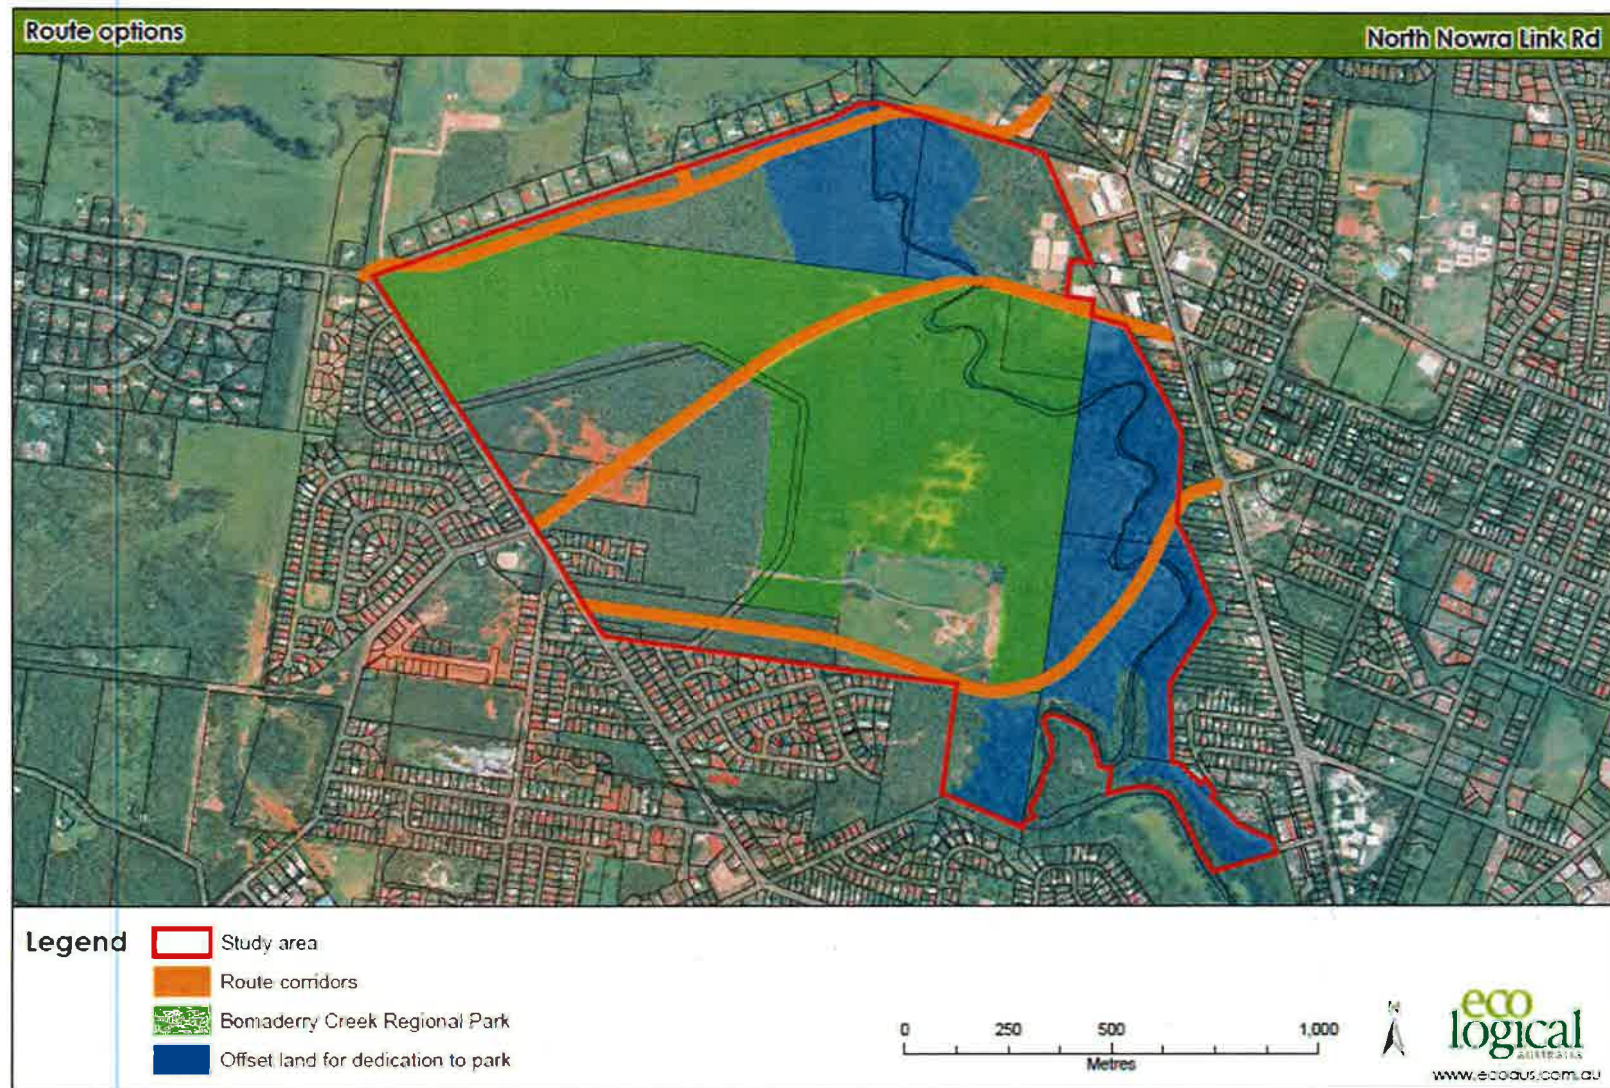 Route options
North Nowra Link Rd
Legend
Study area
Route corridors
Bomaderry Creek Regional Park
Offset land for dedication to park
0 250 500 1,000
Metres
N
eco
logical
AUSTRALIA
www.ecoaus.com.au